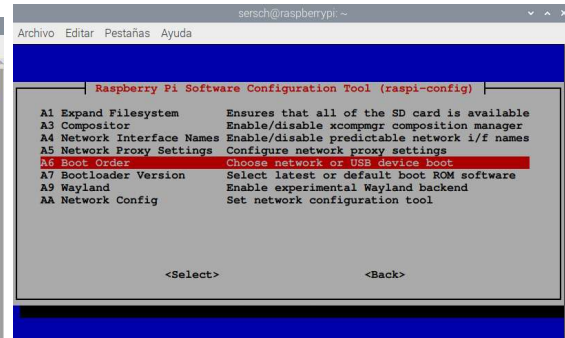 sersch@raspberrypi: ~
Archivo Editar Pestañas Ayuda
Raspberry Pi Software Configuration Tool (raspi-config)
A1 Expand Filesystem Ensures that all of the SD card is available
A3 Compositor Enable/disable xcompmgr composition manager
A4 Network Interface Names Enable/disable predictable network i/f names
A5 Network Proxy Settings Configure network proxy settings
A6 Boot Order Choose network or USB device boot
A7 Bootloader Version Select latest or default boot ROM software
A9 Wayland Enable experimental Wayland backend
AA Network Config Set network configuration tool
<Select> <Back>